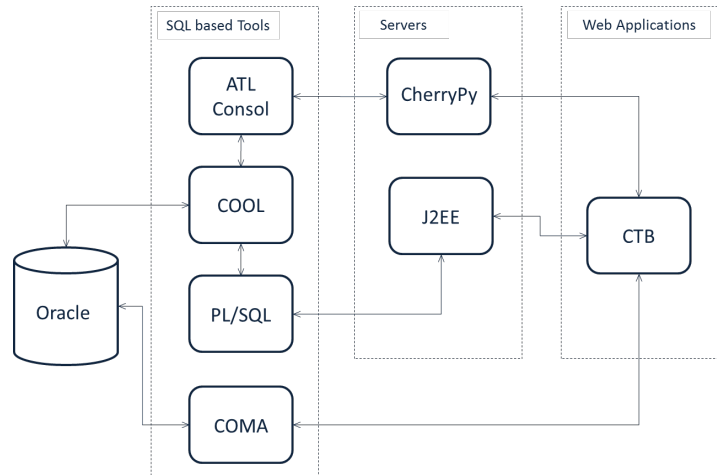 SQL based Tools
Servers
Web Applications
ATL
Consol
CherryPy
COOL
J2EE
CTB
Oracle
PL/SQL
COMA